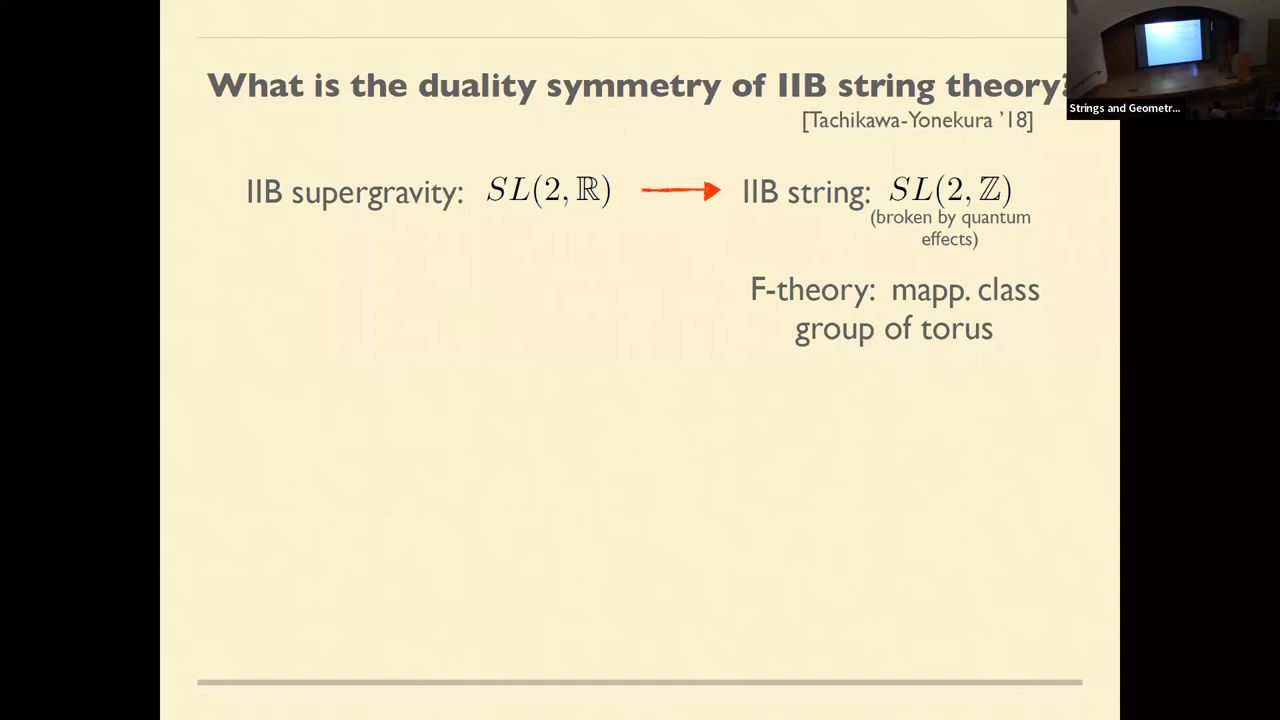 What is the duality symmetry of IIB string theory?
[Tachikawa-Yonekura ’18]
IIB supergravity: SL(2, ℝ) IIB string: SL(2, ℤ)
(broken by quantum
effects)
F-theory: mapp. class
group of torus
Strings and Geometr...